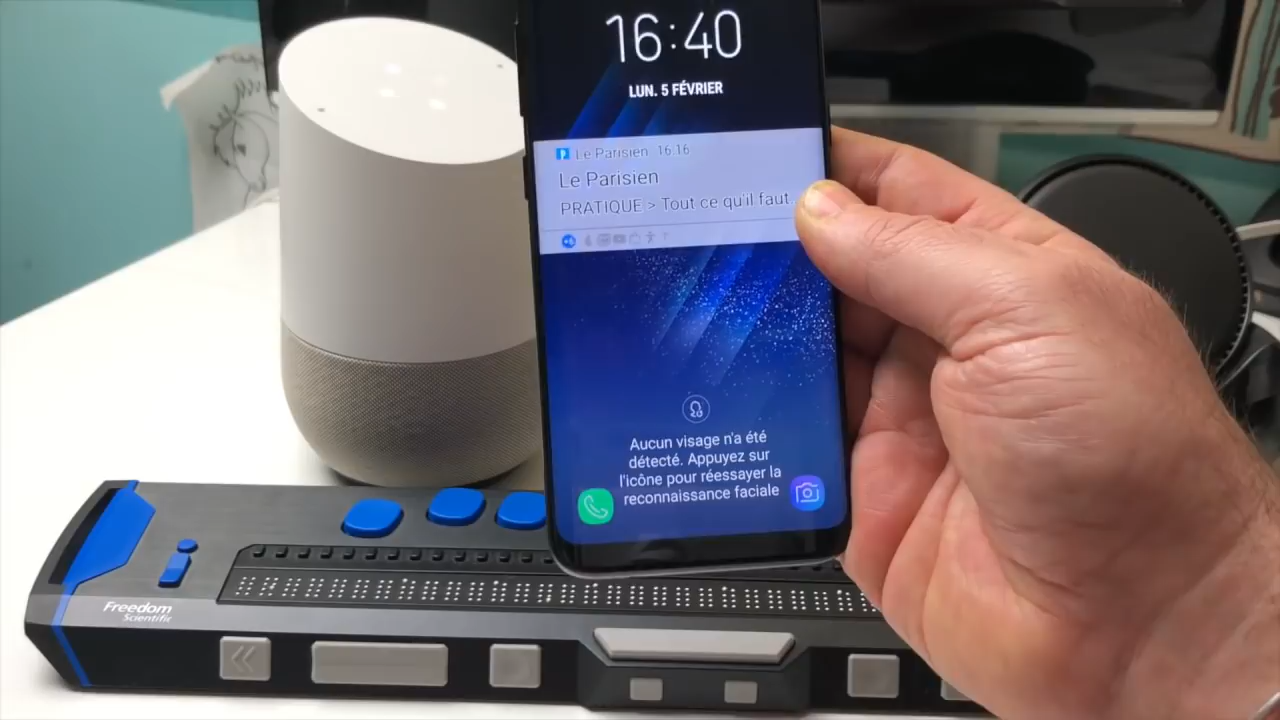 16:40
LUN. 5 FÉVRIER
Le Parisien 16:16
Le Parisien
PRATIQUE > Tout ce qu'il faut...
Aucun visage n'a été
détecté. Appuyez sur
l'icône pour réessayer la
reconnaissance faciale
Freedom
Scientific